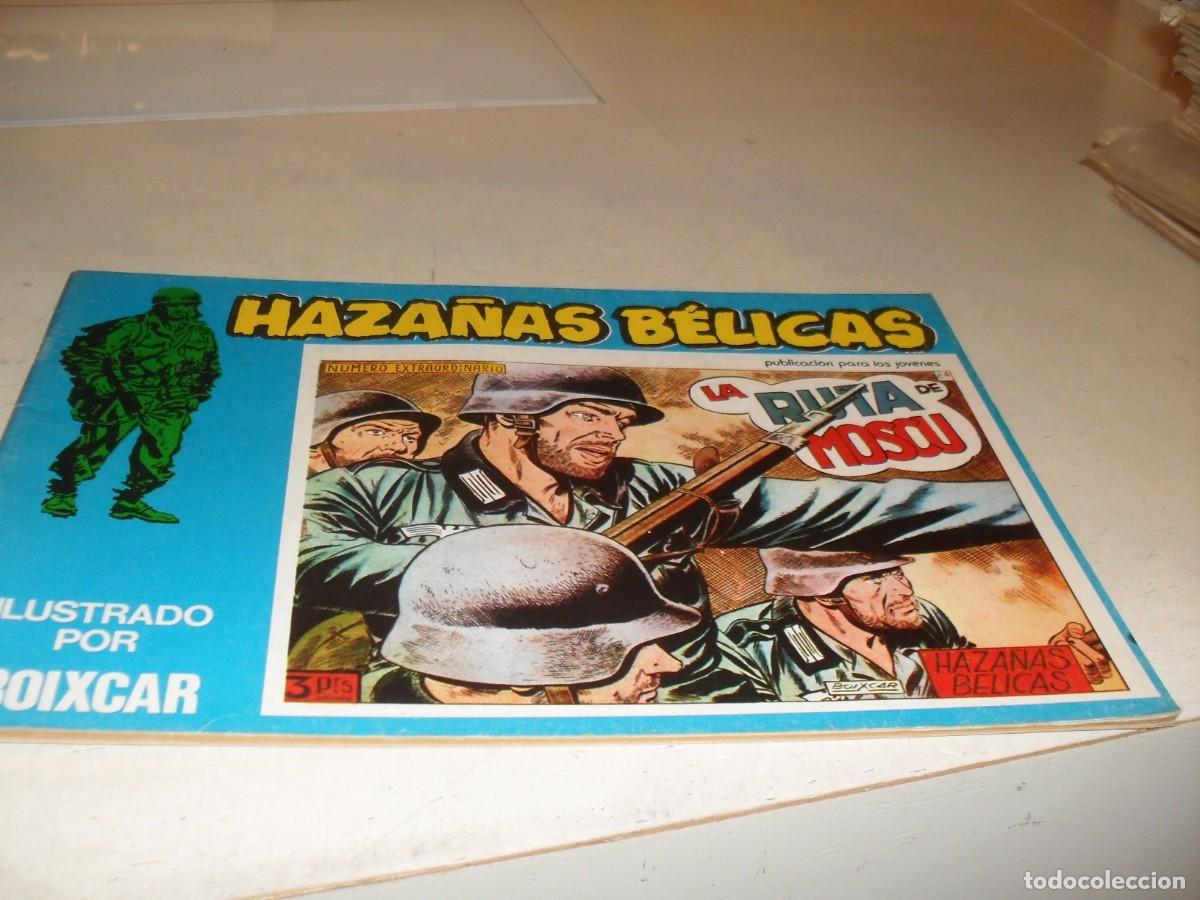 HAZAÑAS BÉLICAS
publicación para los jovenes
NUMERO EXTRAORDINARIO
LA RUTA DE MOSCU
ILUSTRADO
POR
BOIXCAR
3 PTS
BOIXCAR
HAZAÑAS
BELICAS
todocoleccion